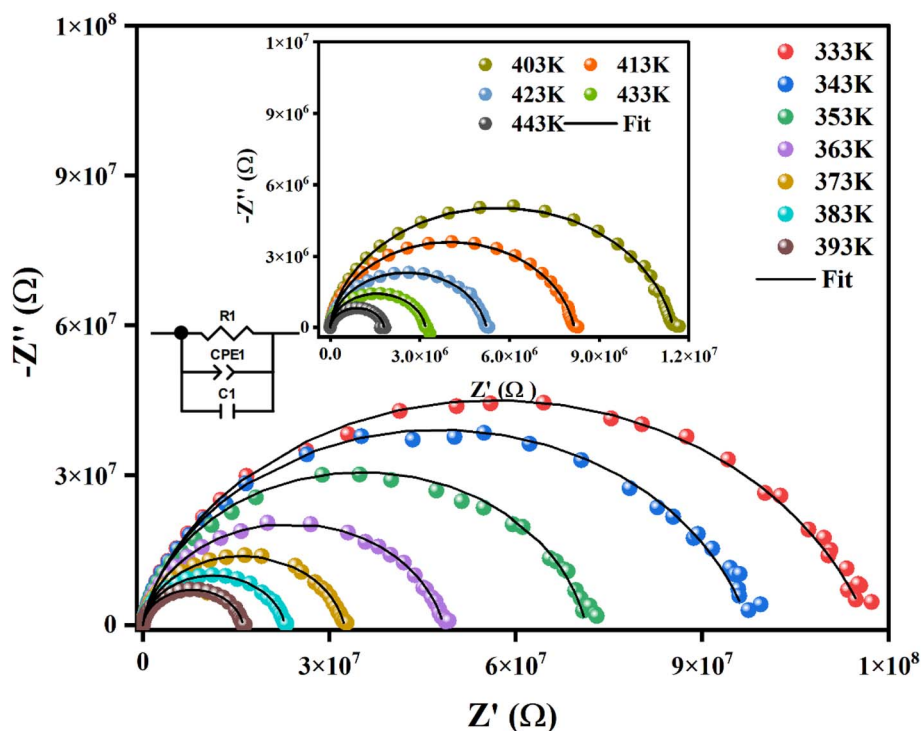 1×10⁸
9×10⁷
6×10⁷
3×10⁷
0
-Z'' (Ω)
0
3×10⁷
6×10⁷
9×10⁷
1×10⁸
Z' (Ω)
333K
343K
353K
363K
373K
383K
393K
Fit
1×10⁷
9×10⁶
6×10⁶
3×10⁶
0
-Z'' (Ω)
403K 413K
423K 433K
443K Fit
0.0
3.0×10⁶
6.0×10⁶
9.0×10⁶
1.2×10⁷
Z' (Ω )
R1
CPE1
C1